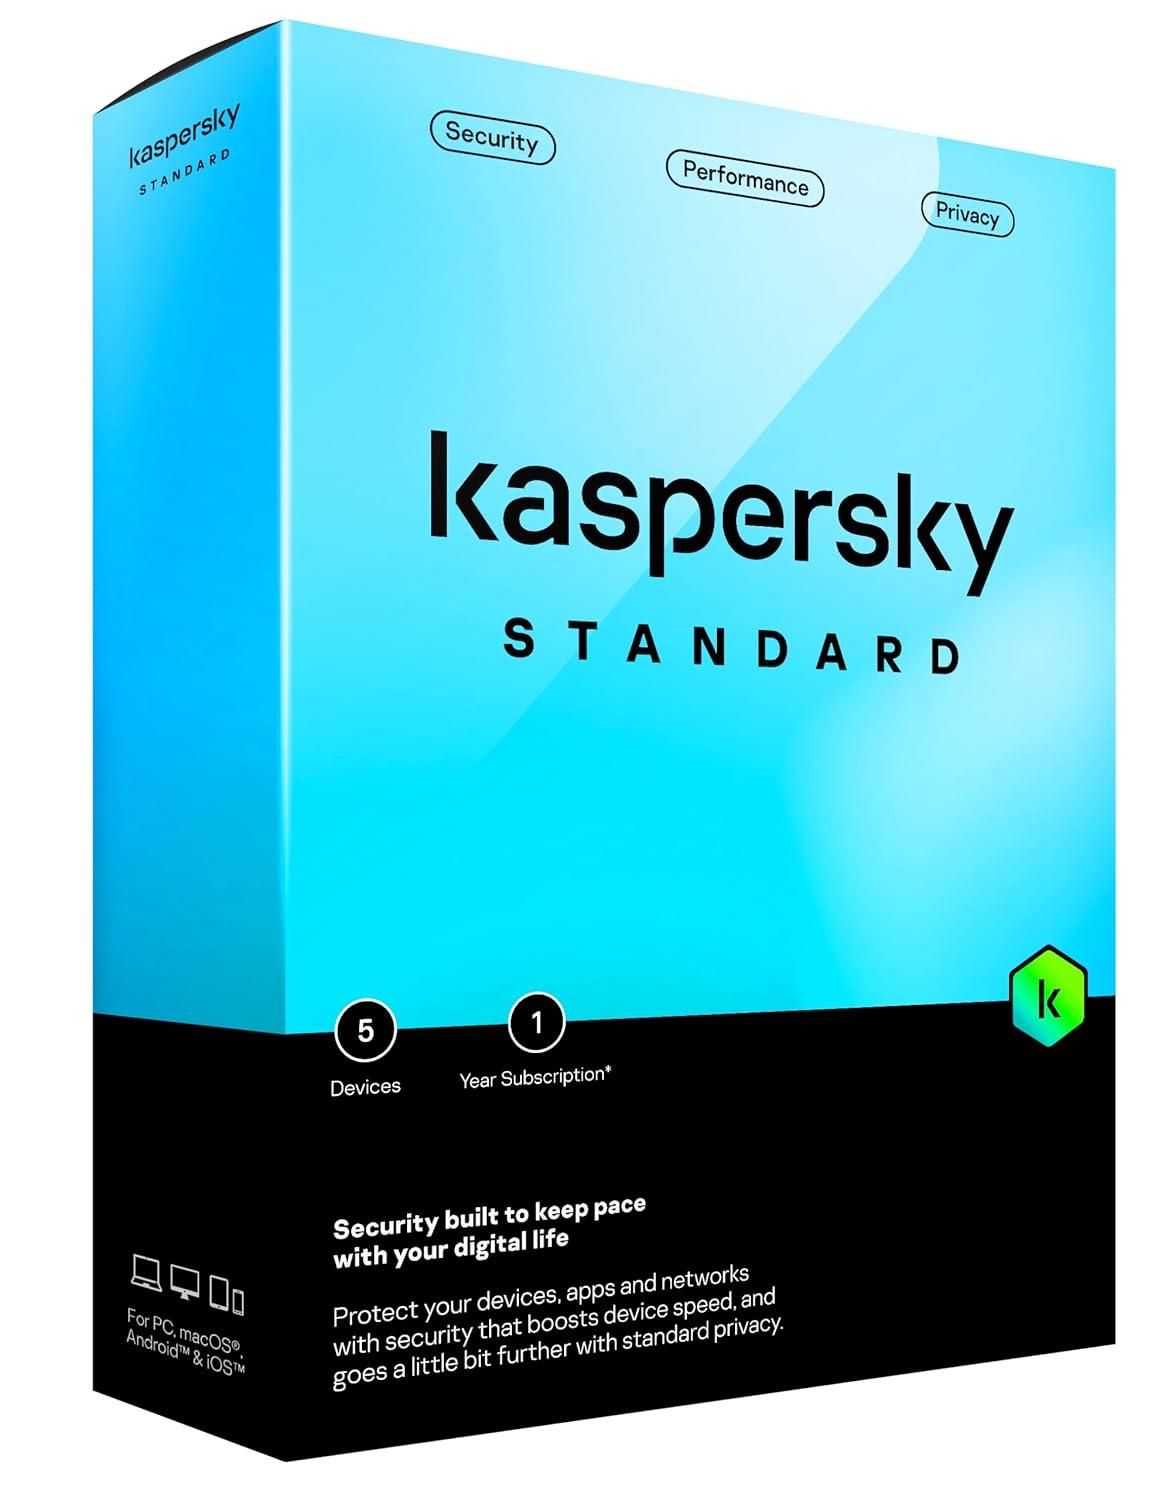 kaspersky
STANDARD
Security
Performance
Privacy
kaspersky
STANDARD
k
5
Devices
1
Year Subscription*
Security built to keep pace
with your digital life
Protect your devices, apps and networks
with security that boosts device speed, and
goes a little bit further with standard privacy.
For PC, macOS®,
Android™ & iOS™